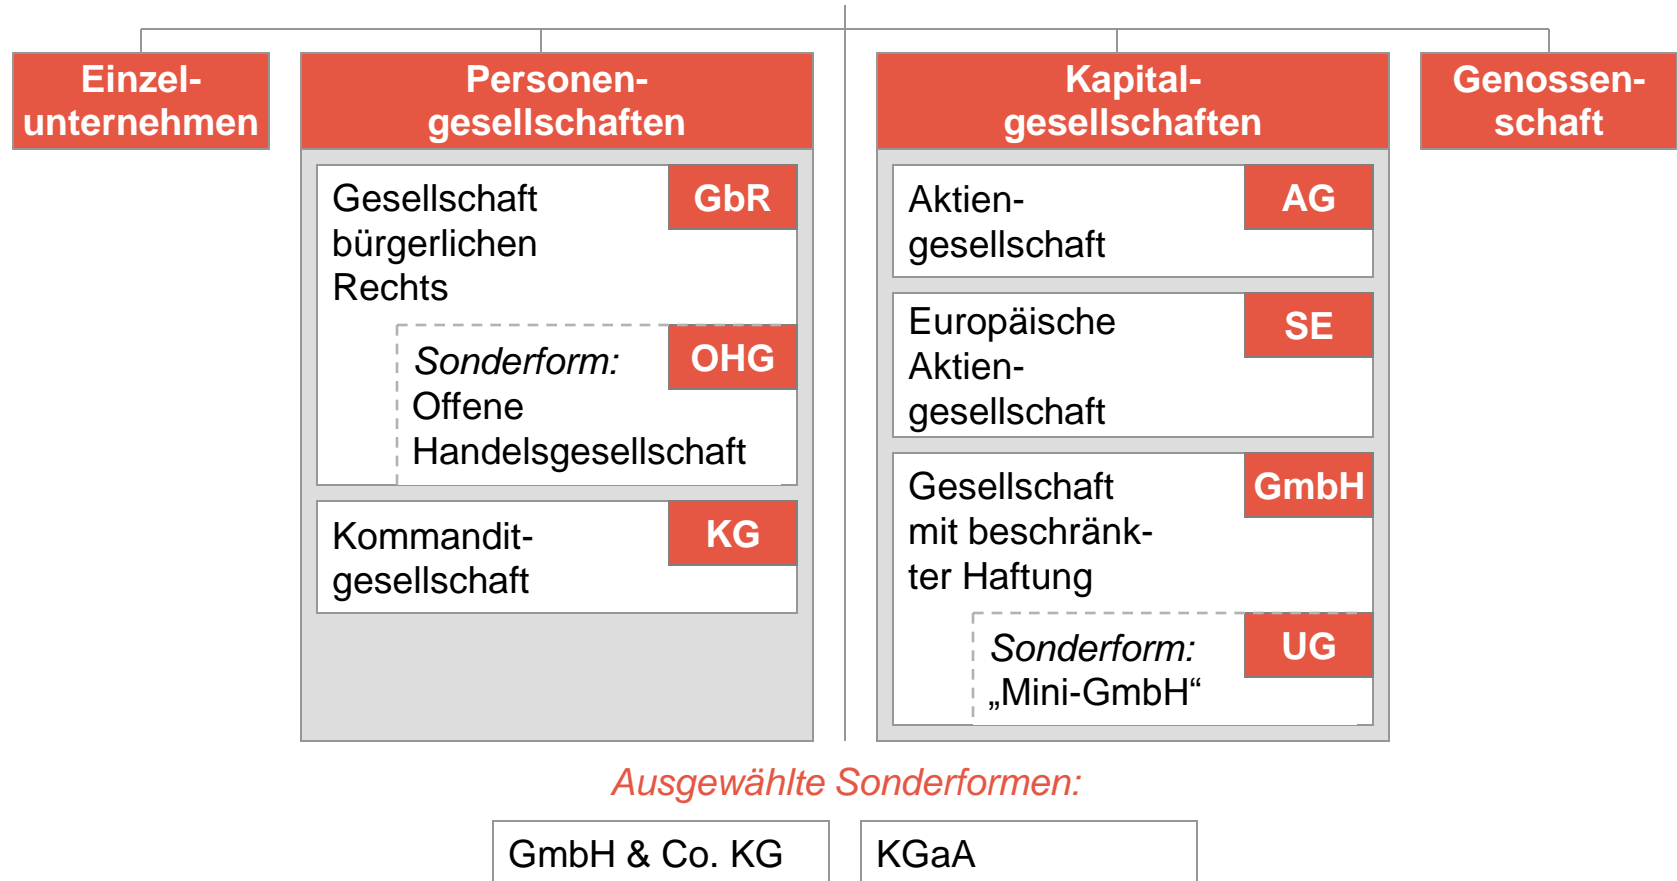 Einzel-
unternehmen
Personen-
gesellschaften
Kapital-
gesellschaften
Genossen-
schaft
Gesellschaft
bürgerlichen
Rechts
GbR
Sonderform:
Offene
Handelsgesellschaft
OHG
Kommandit-
gesellschaft
KG
Aktien-
gesellschaft
AG
Europäische
Aktien-
gesellschaft
SE
Gesellschaft
mit beschränk-
ter Haftung
GmbH
Sonderform:
„Mini-GmbH“
UG
Ausgewählte Sonderformen:
GmbH & Co. KG
KGaA